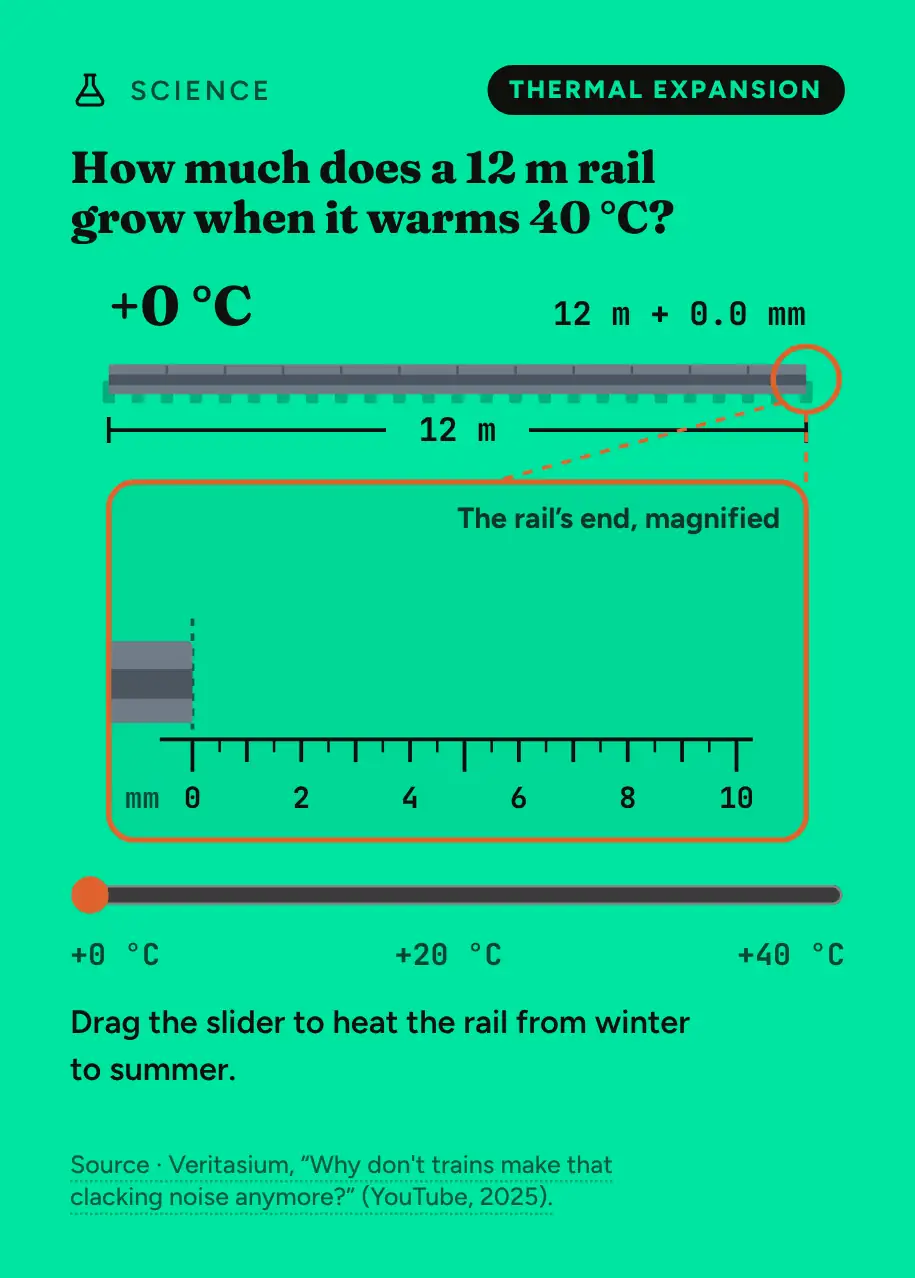 SCIENCE
THERMAL EXPANSION
How much does a 12 m rail
grow when it warms 40 °C?
+0 °C
12 m + 0.0 mm
12 m
The rail’s end, magnified
mm 0 2 4 6 8 10
+0 °C +20 °C +40 °C
Drag the slider to heat the rail from winter
to summer.
Source · Veritasium, “Why don't trains make that
clacking noise anymore?” (YouTube, 2025).